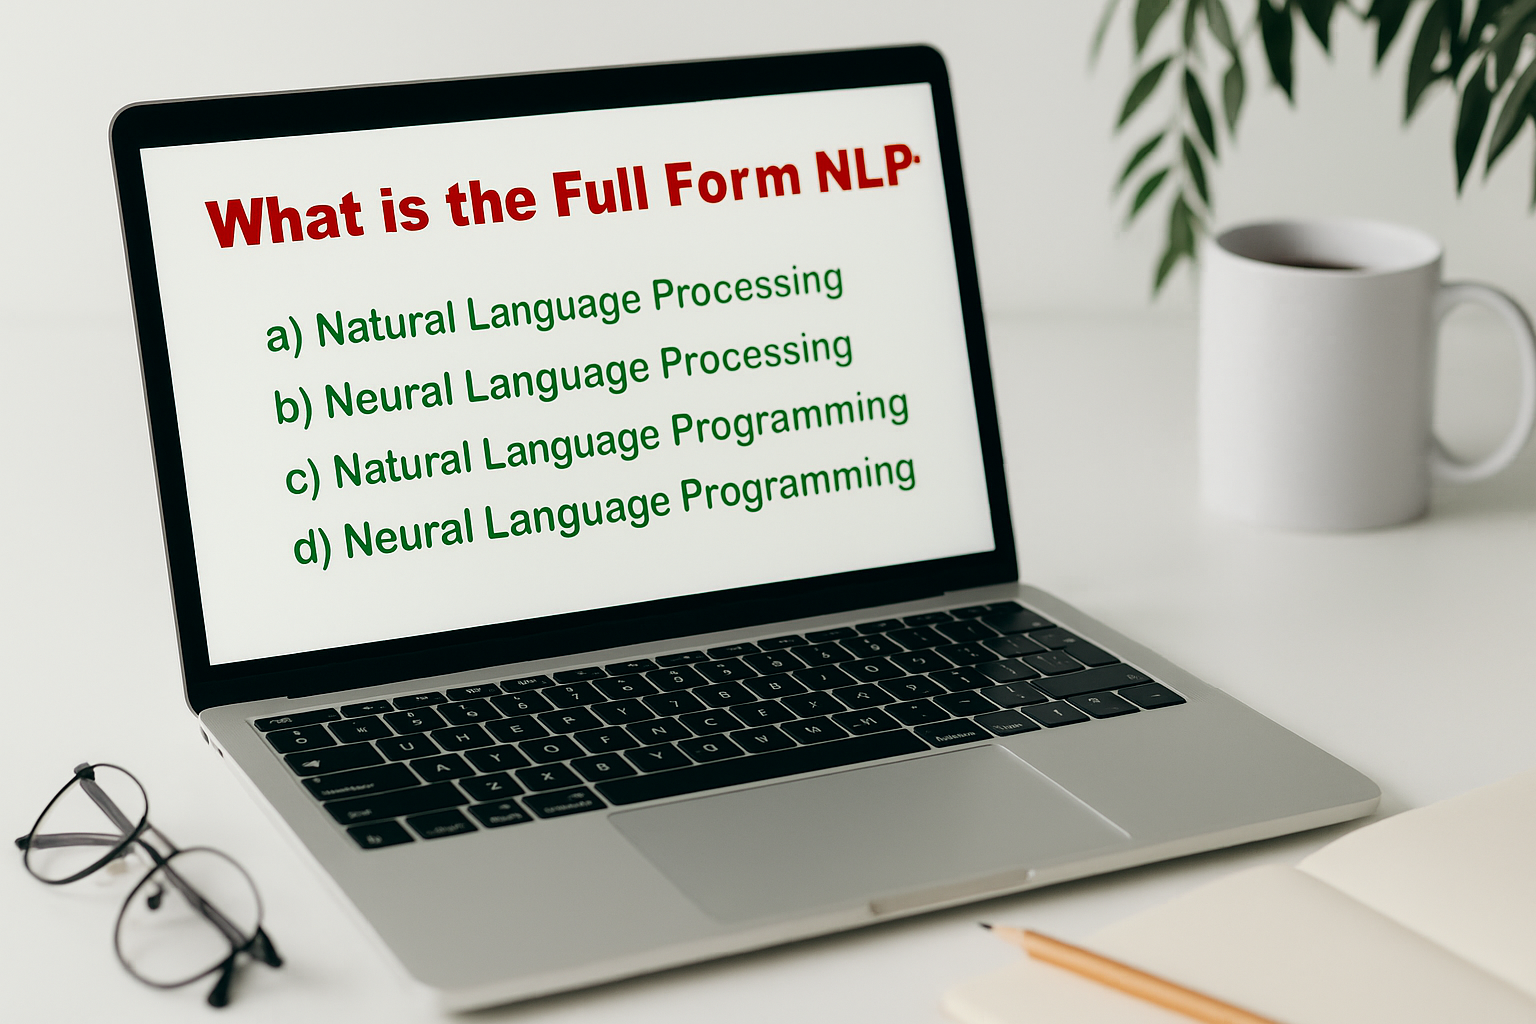 What is the Full Form NLP.
a) Natural Language Processing
b) Neural Language Processing
c) Natural Language Programming
d) Neural Language Programming